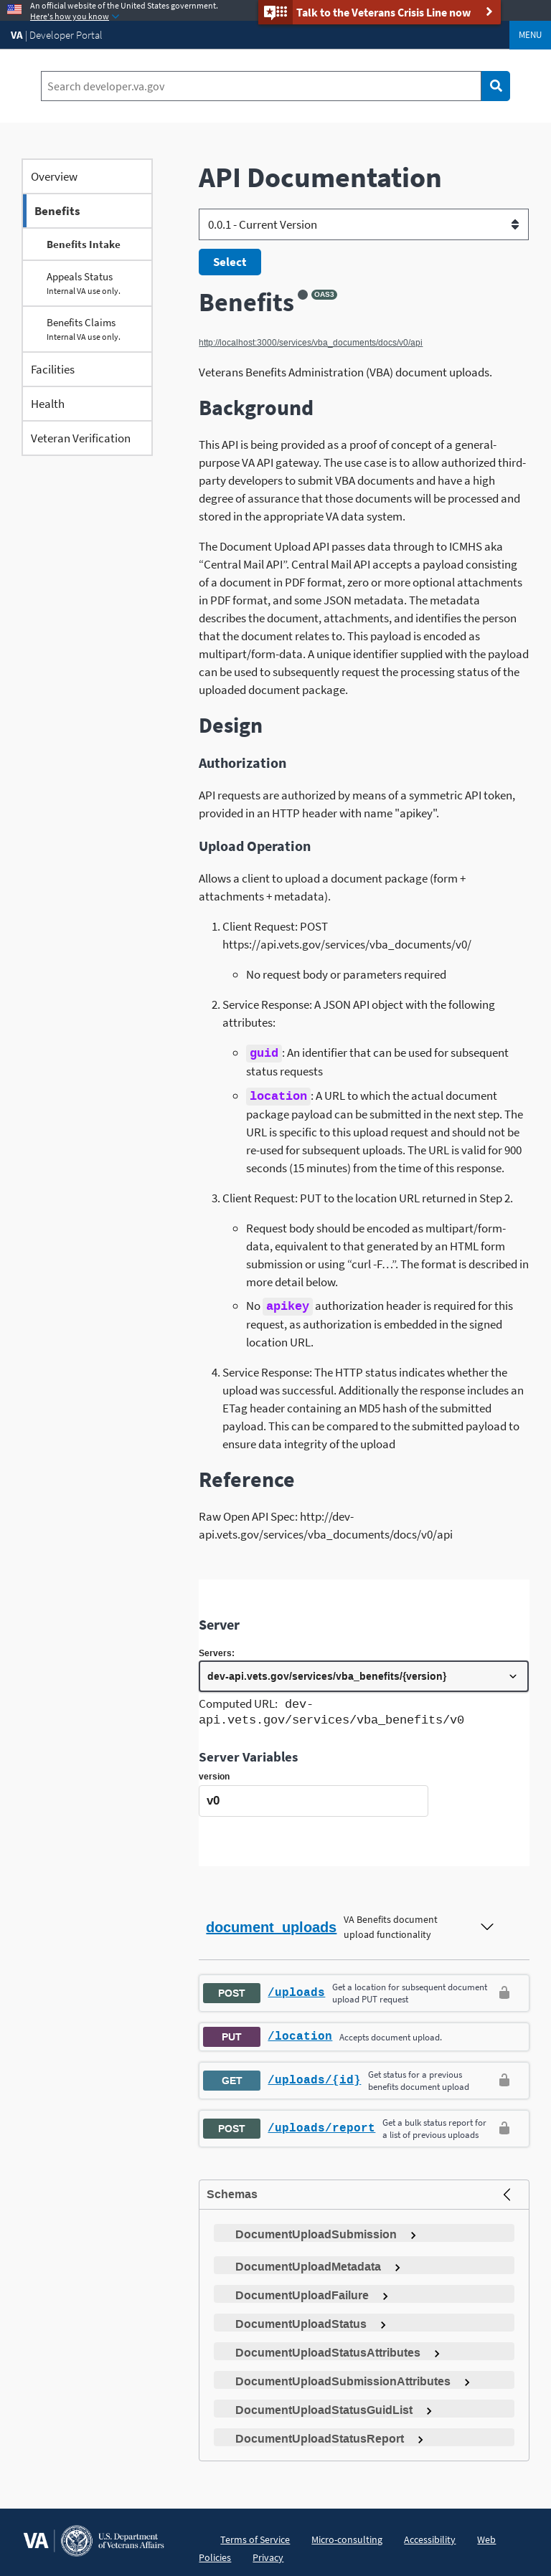 An official website of the United States government.
Here's how you know
Talk to the Veterans Crisis Line now
VA | Developer Portal
MENU
Search developer.va.gov
Overview
Benefits
Benefits Intake
Appeals Status
Internal VA use only.
Benefits Claims
Internal VA use only.
Facilities
Health
Veteran Verification
API Documentation
0.0.1 - Current Version
Select
Benefits OAS3
http://localhost:3000/services/vba_documents/docs/v0/api
Veterans Benefits Administration (VBA) document uploads.
Background
This API is being provided as a proof of concept of a general-
purpose VA API gateway. The use case is to allow authorized third-
party developers to submit VBA documents and have a high
degree of assurance that those documents will be processed and
stored in the appropriate VA data system.
The Document Upload API passes data through to ICMHS aka
“Central Mail API”. Central Mail API accepts a payload consisting
of a document in PDF format, zero or more optional attachments
in PDF format, and some JSON metadata. The metadata
describes the document, attachments, and identifies the person
that the document relates to. This payload is encoded as
multipart/form-data. A unique identifier supplied with the payload
can be used to subsequently request the processing status of the
uploaded document package.
Design
Authorization
API requests are authorized by means of a symmetric API token,
provided in an HTTP header with name "apikey".
Upload Operation
Allows a client to upload a document package (form +
attachments + metadata).
1. Client Request: POST
https://api.vets.gov/services/vba_documents/v0/
No request body or parameters required
2. Service Response: A JSON API object with the following
attributes:
guid: An identifier that can be used for subsequent
status requests
location: A URL to which the actual document
package payload can be submitted in the next step. The
URL is specific to this upload request and should not be
re-used for subsequent uploads. The URL is valid for 900
seconds (15 minutes) from the time of this response.
3. Client Request: PUT to the location URL returned in Step 2.
Request body should be encoded as multipart/form-
data, equivalent to that generated by an HTML form
submission or using “curl -F…”. The format is described in
more detail below.
No apikey authorization header is required for this
request, as authorization is embedded in the signed
location URL.
4. Service Response: The HTTP status indicates whether the
upload was successful. Additionally the response includes an
ETag header containing an MD5 hash of the submitted
payload. This can be compared to the submitted payload to
ensure data integrity of the upload
Reference
Raw Open API Spec: http://dev-
api.vets.gov/services/vba_documents/docs/v0/api
Server
Servers:
dev-api.vets.gov/services/vba_benefits/{version}
Computed URL: dev-
api.vets.gov/services/vba_benefits/v0
Server Variables
version
v0
document_uploads VA Benefits document
upload functionality
POST /uploads Get a location for subsequent document
upload PUT request
PUT /location Accepts document upload.
GET /uploads/{id} Get status for a previous
benefits document upload
POST /uploads/report Get a bulk status report for
a list of previous uploads
Schemas
DocumentUploadSubmission
DocumentUploadMetadata
DocumentUploadFailure
DocumentUploadStatus
DocumentUploadStatusAttributes
DocumentUploadSubmissionAttributes
DocumentUploadStatusGuidList
DocumentUploadStatusReport
VA
U.S. Department
of Veterans Affairs
Terms of Service Micro-consulting Accessibility Web
Policies Privacy